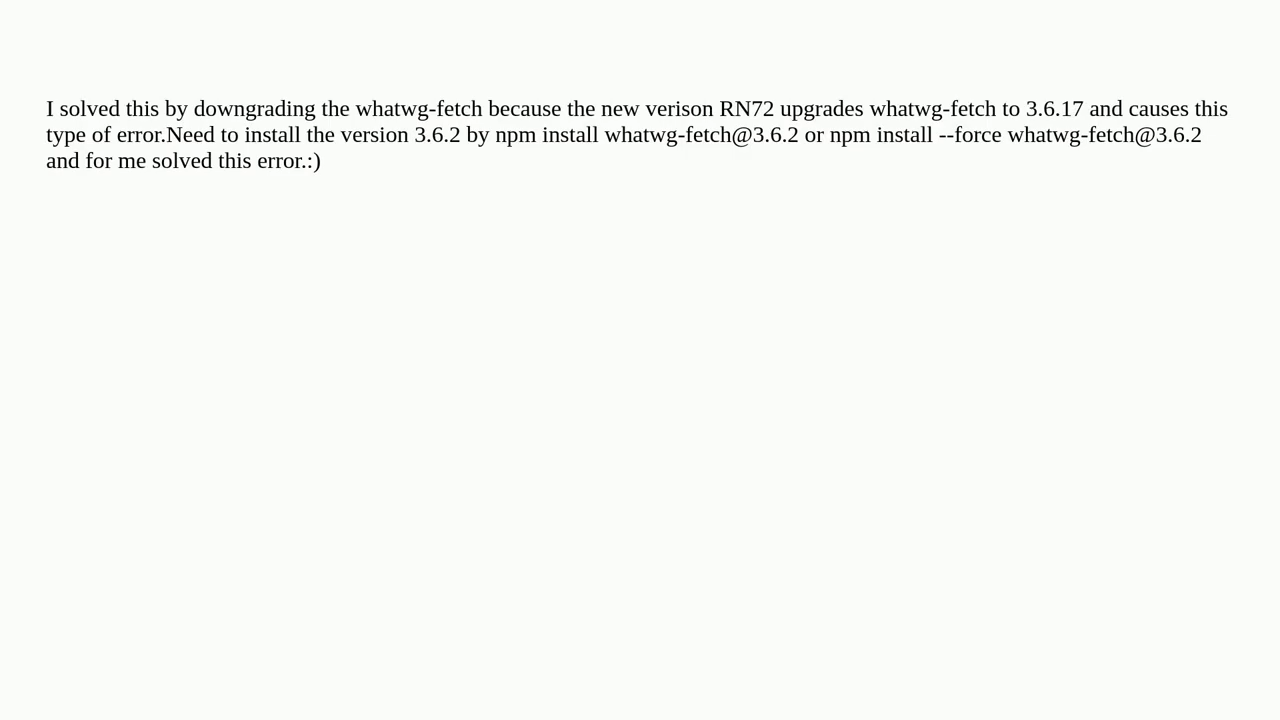 I solved this by downgrading the whatwg-fetch because the new verison RN72 upgrades whatwg-fetch to 3.6.17 and causes this
type of error.Need to install the version 3.6.2 by npm install whatwg-fetch@3.6.2 or npm install --force whatwg-fetch@3.6.2
and for me solved this error.:)